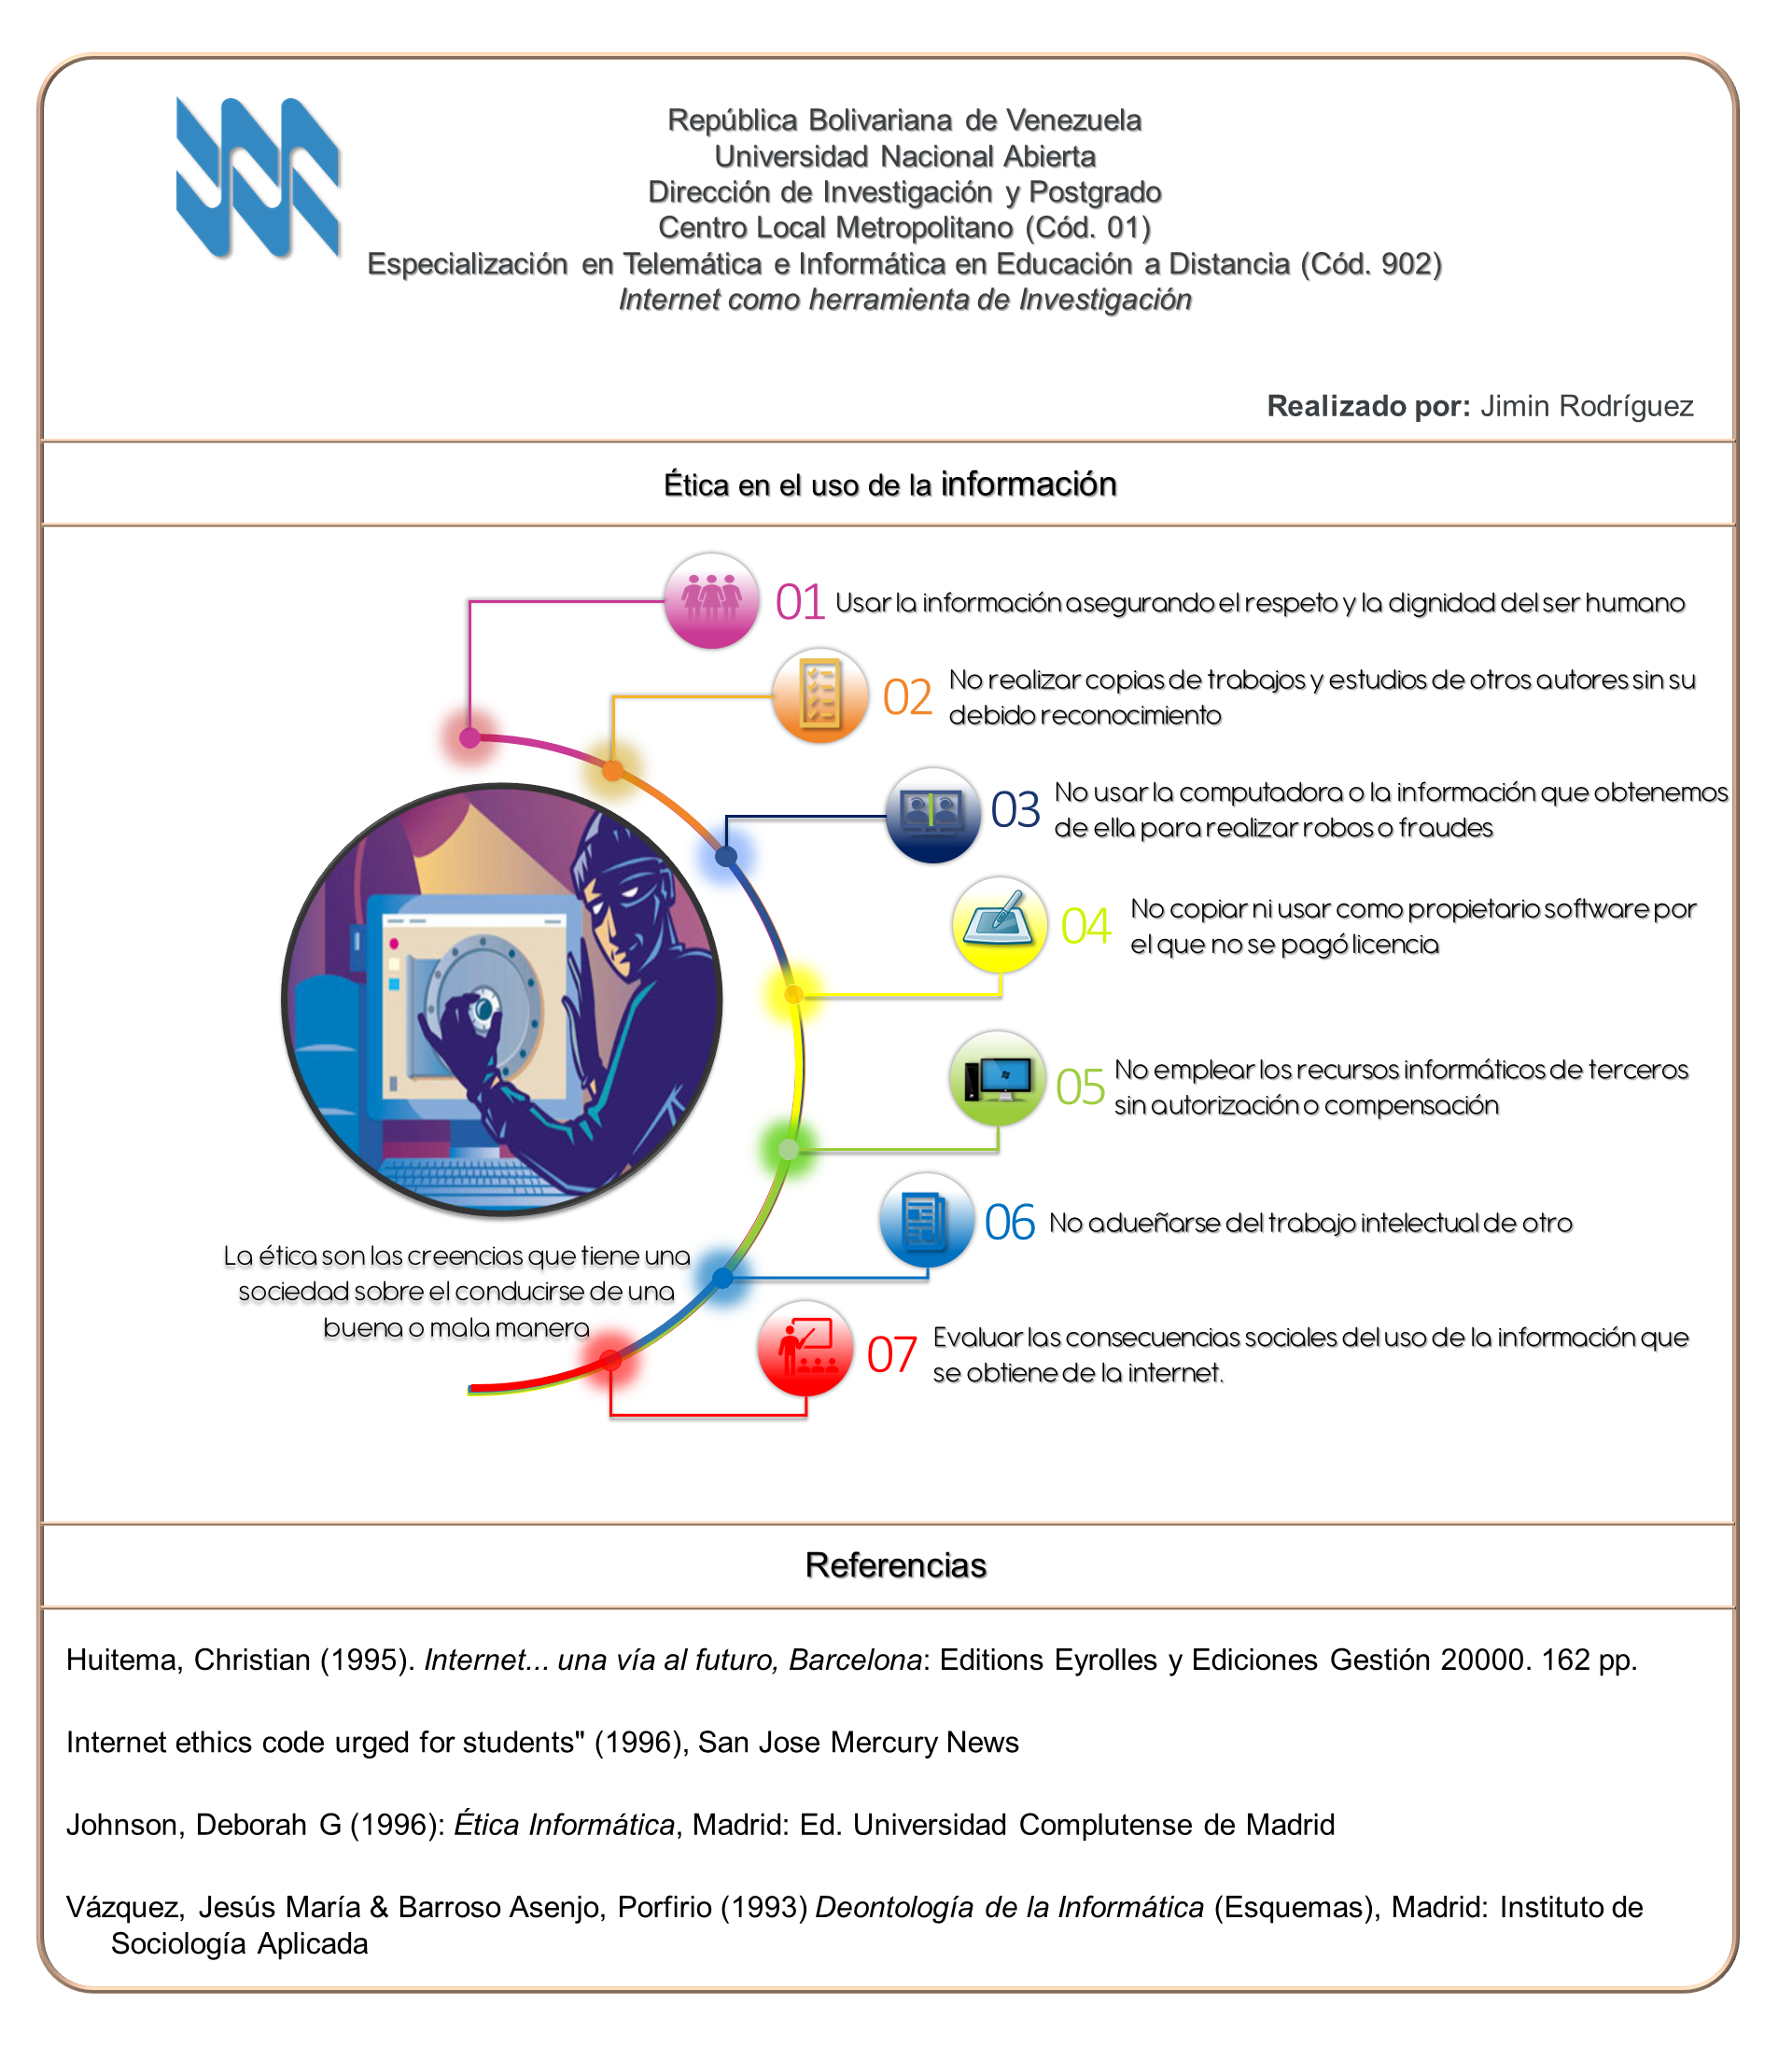 República Bolivariana de Venezuela
Universidad Nacional Abierta
Dirección de Investigación y Postgrado
Centro Local Metropolitano (Cód. 01)
Especialización en Telemática e Informática en Educación a Distancia (Cód. 902)
Internet como herramienta de Investigación
Realizado por: Jimin Rodríguez
Ética en el uso de la información
01 Usar la información asegurando el respeto y la dignidad del ser humano
02 No realizar copias de trabajos y estudios de otros autores sin su
debido reconocimiento
03 No usar la computadora o la información que obtenemos
de ella para realizar robos o fraudes
04 No copiar ni usar como propietario software por
el que no se pagó licencia
05 No emplear los recursos informáticos de terceros
sin autorización o compensación
06 No adueñarse del trabajo intelectual de otro
La ética son las creencias que tiene una
sociedad sobre el conducirse de una
buena o mala manera
07 Evaluar las consecuencias sociales del uso de la información que
se obtiene de la internet.
Referencias
Huitema, Christian (1995). Internet... una vía al futuro, Barcelona: Editions Eyrolles y Ediciones Gestión 20000. 162 pp.
Internet ethics code urged for students" (1996), San Jose Mercury News
Johnson, Deborah G (1996): Ética Informática, Madrid: Ed. Universidad Complutense de Madrid
Vázquez, Jesús María & Barroso Asenjo, Porfirio (1993) Deontología de la Informática (Esquemas), Madrid: Instituto de
Sociología Aplicada